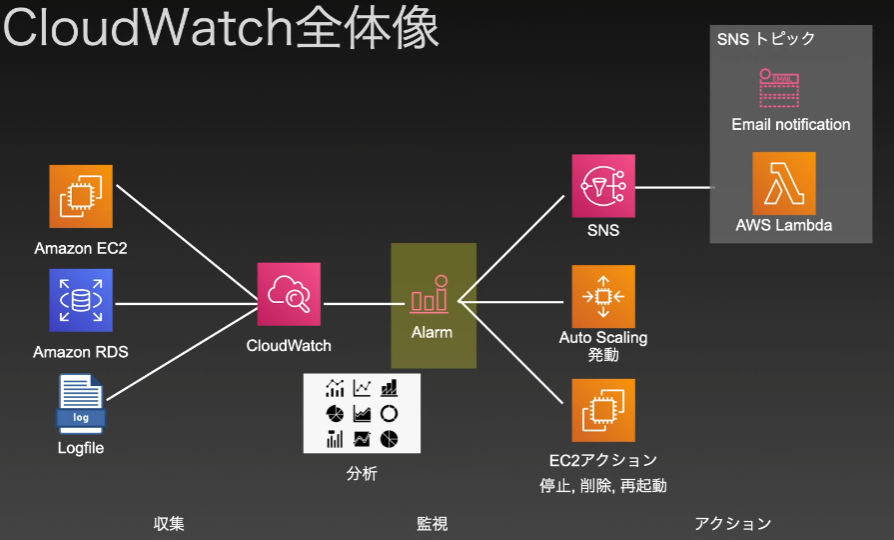 CloudWatch全体像
SNS トピック
EMAIL
Email notification
AWS Lambda
SNS
Amazon EC2
Amazon RDS
log
Logfile
CloudWatch
Alarm
Auto Scaling
発動
EC2アクション
停止, 削除, 再起動
分析
収集
監視
アクション